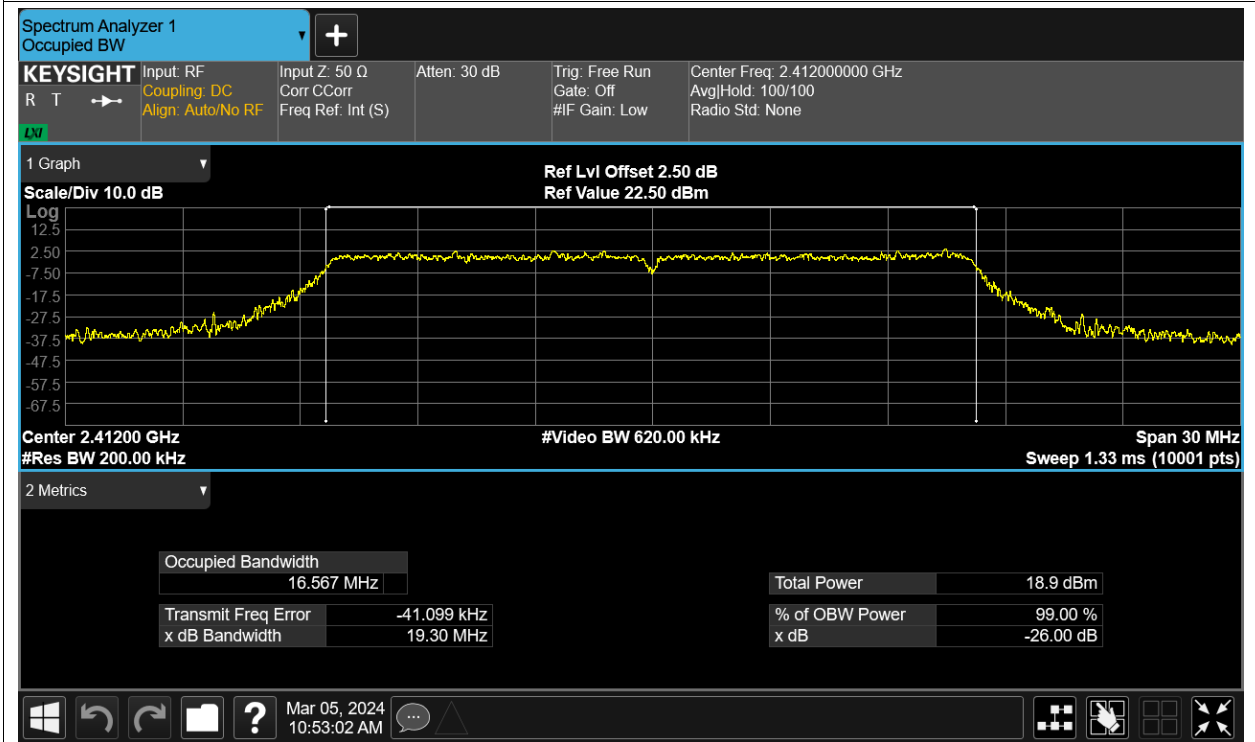 Spectrum Analyzer 1
Occupied BW
KEYSIGHT
R T
LXI
Input: RF
Coupling: DC
Align: Auto/No RF
Input Z: 50 Ω
Corr CCorr
Freq Ref: Int (S)
Atten: 30 dB
Trig: Free Run
Gate: Off
#IF Gain: Low
Center Freq: 2.412000000 GHz
Avg|Hold: 100/100
Radio Std: None
1 Graph
Scale/Div 10.0 dB
Ref Lvl Offset 2.50 dB
Ref Value 22.50 dBm
Log
12.5
2.50
-7.50
-17.5
-27.5
-37.5
-47.5
-57.5
-67.5
Center 2.41200 GHz
#Res BW 200.00 kHz
#Video BW 620.00 kHz
Span 30 MHz
Sweep 1.33 ms (10001 pts)
2 Metrics
Occupied Bandwidth
16.567 MHz
Transmit Freq Error -41.099 kHz
x dB Bandwidth 19.30 MHz
Total Power 18.9 dBm
% of OBW Power 99.00 %
x dB -26.00 dB
?
Mar 05, 2024
10:53:02 AM